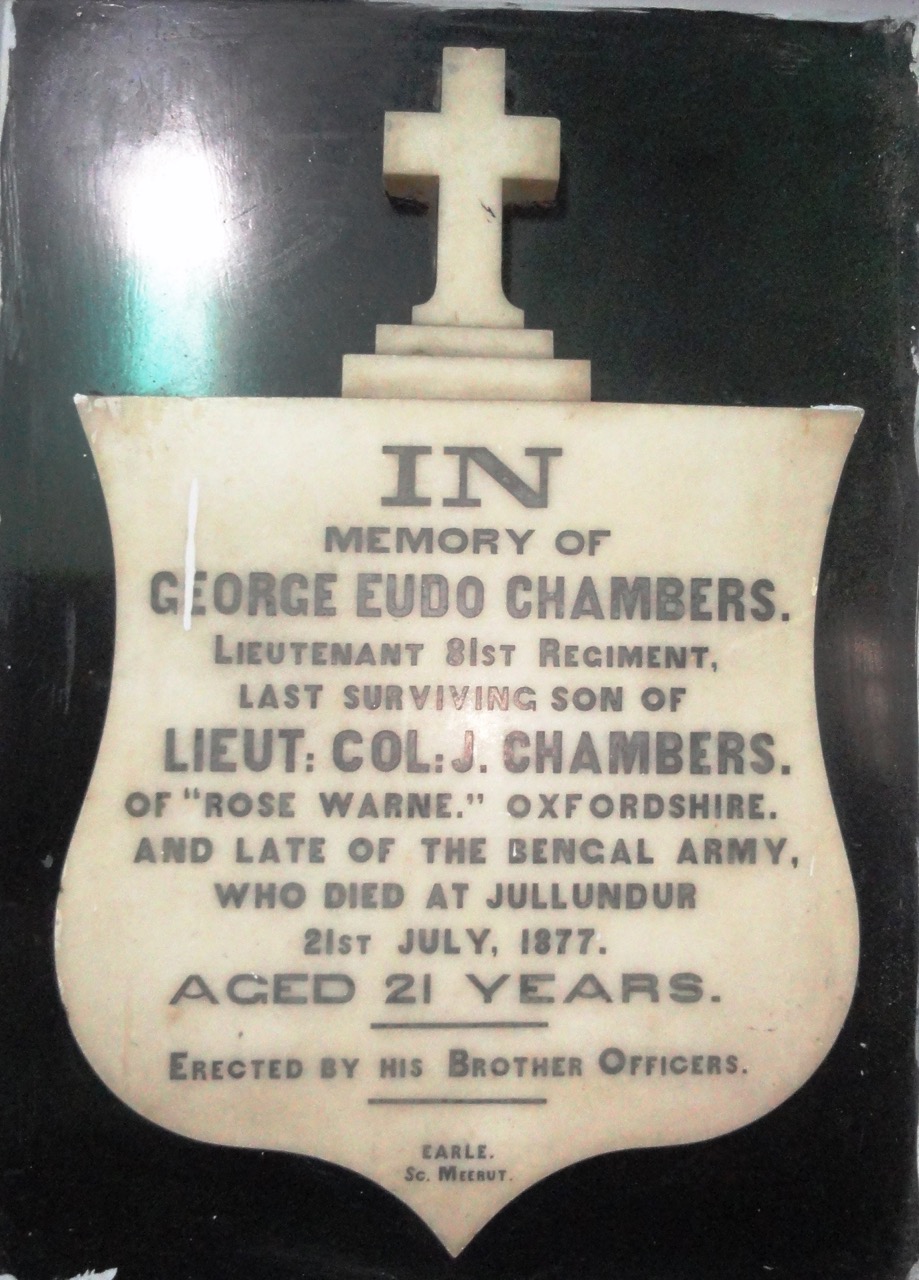 IN
MEMORY OF
GEORGE EUDO CHAMBERS.
LIEUTENANT 81ST REGIMENT,
LAST SURVIVING SON OF
LIEUT: COL: J. CHAMBERS.
OF "ROSE WARNE." OXFORDSHIRE.
AND LATE OF THE BENGAL ARMY,
WHO DIED AT JULLUNDUR
21ST JULY, 1877.
AGED 21 YEARS.
ERECTED BY HIS BROTHER OFFICERS.
EARLE.
SC. MEERUT.